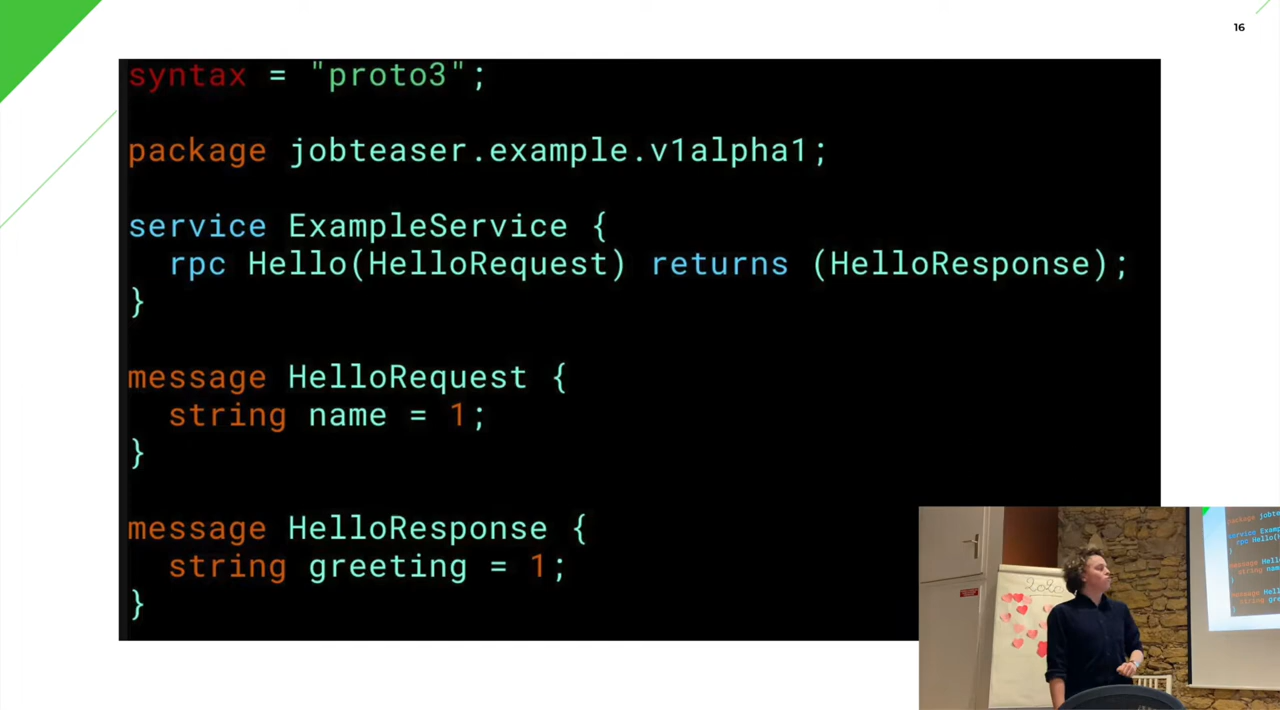 16
syntax = "proto3";
package jobteaser.example.v1alpha1;
service ExampleService {
rpc Hello(HelloRequest) returns (HelloResponse);
}
message HelloRequest {
string name = 1;
}
message HelloResponse {
string greeting = 1;
}